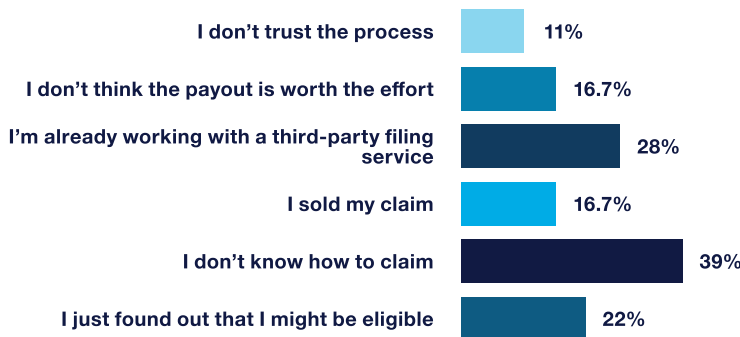 I don’t trust the process 11%
I don’t think the payout is worth the effort 16.7%
I’m already working with a third-party filing
service 28%
I sold my claim 16.7%
I don’t know how to claim 39%
I just found out that I might be eligible 22%